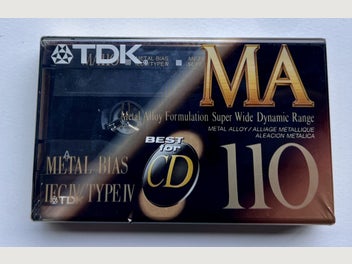 TDK
MA
Metal Alloy Formulation Super Wide Dynamic Range
METAL ALLOY/ALLIAGE METALLIQUE
ALEACION METALICA
BEST
for
CD
110
METAL BIAS
IEC IV/TYPE IV
TDK
METAL BIAS